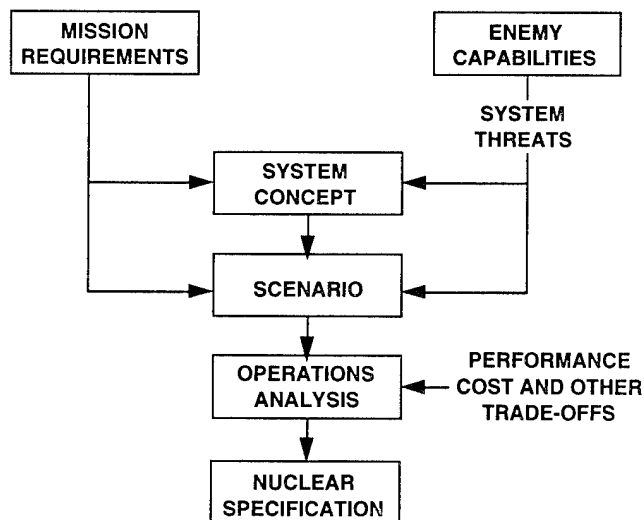 MISSION
REQUIREMENTS
ENEMY
CAPABILITIES
SYSTEM
THREATS
SYSTEM
CONCEPT
SCENARIO
OPERATIONS
ANALYSIS
PERFORMANCE
COST AND OTHER
TRADE-OFFS
NUCLEAR
SPECIFICATION